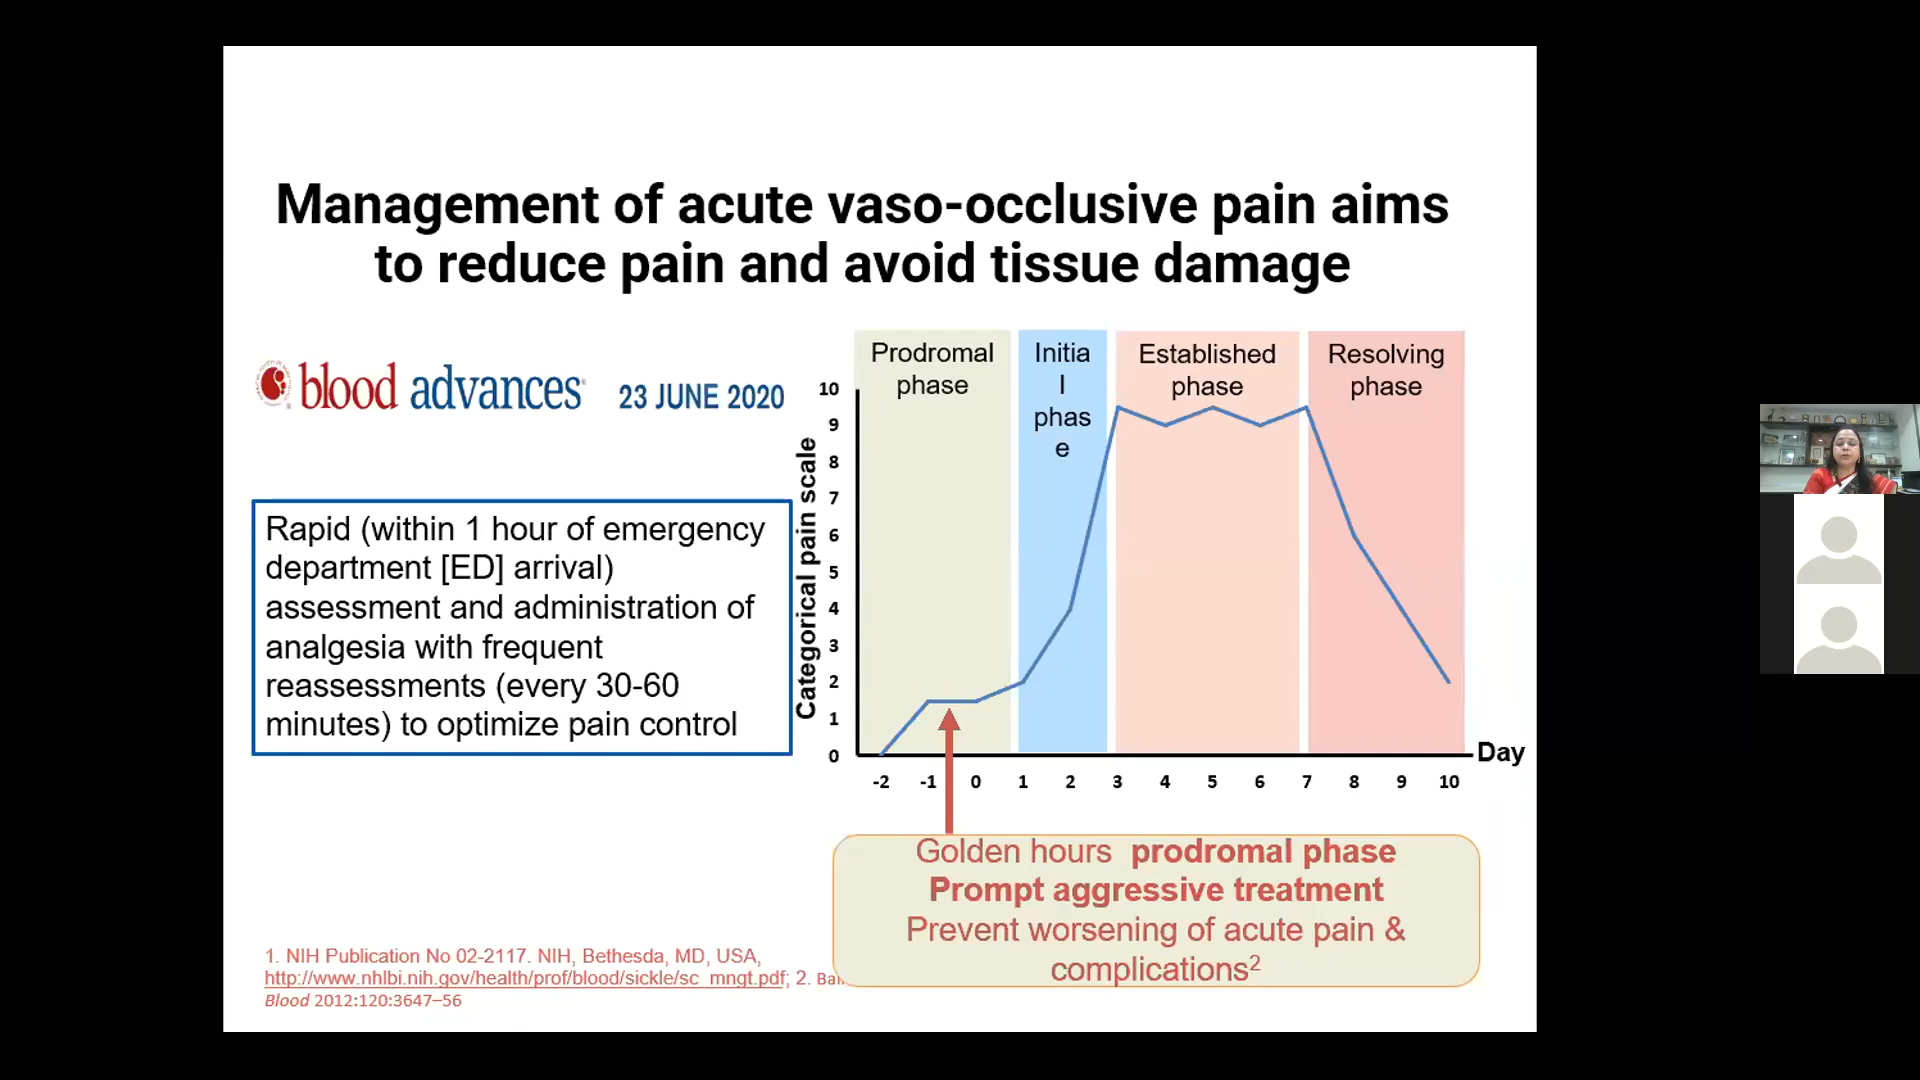 Management of acute vaso-occlusive pain aims
to reduce pain and avoid tissue damage
blood advances
23 JUNE 2020
Rapid (within 1 hour of emergency
department [ED] arrival)
assessment and administration of
analgesia with frequent
reassessments (every 30-60
minutes) to optimize pain control
Categorical pain scale
10
9
8
7
6
5
4
3
2
1
0
Prodromal
phase
Initia
l
phas
e
Established
phase
Resolving
phase
-2 -1 0 1 2 3 4 5 6 7 8 9 10
Day
Golden hours prodromal phase
Prompt aggressive treatment
Prevent worsening of acute pain &
complications2
1. NIH Publication No 02-2117. NIH, Bethesda, MD, USA,
http://www.nhlbi.nih.gov/health/prof/blood/sickle/sc_mngt.pdf; 2.
Blood 2012:120:3647–56